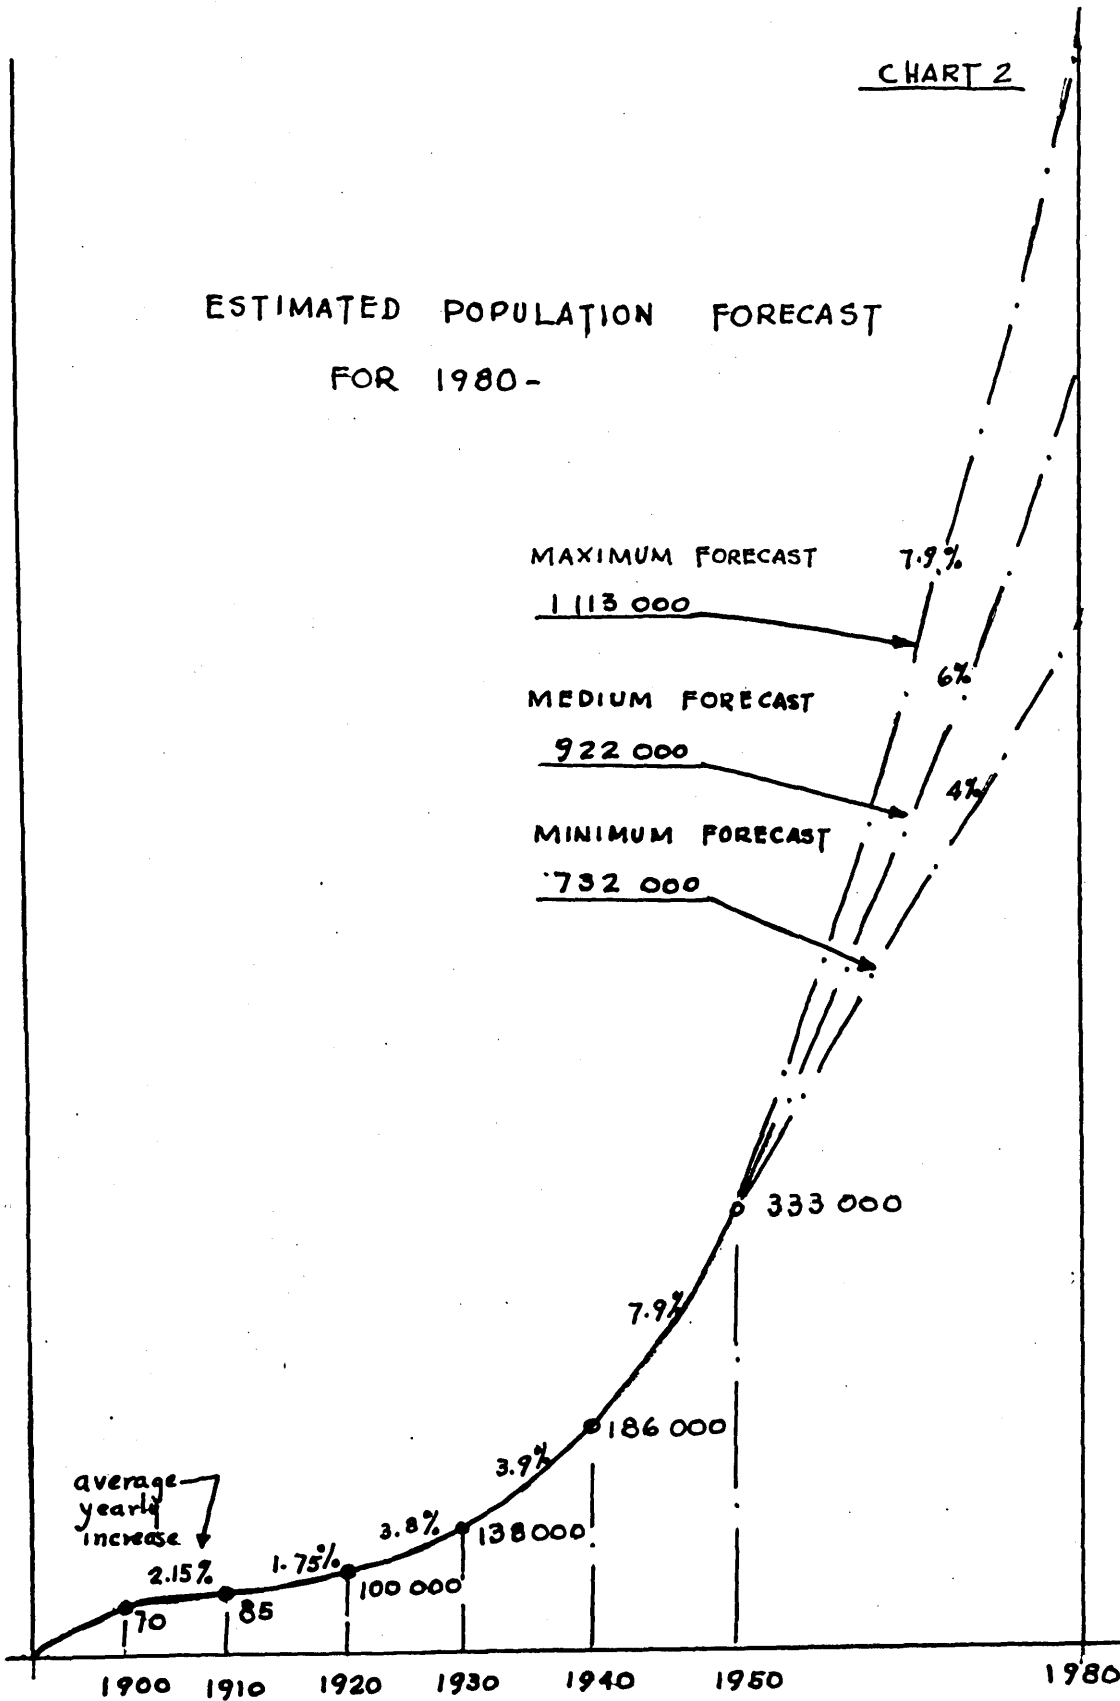 CHART 2
ESTIMATED POPULATION FORECAST
FOR 1980-
MAXIMUM FORECAST
7.9%
1 113 000
6%
MEDIUM FORECAST
922 000
4%
MINIMUM FORECAST
732 000
333 000
7.9%
186 000
3.9%
average
yearly
increase
3.8%
138000
1.75%
2.15%
100 000
70
85
1900 1910 1920 1930 1940 1950 1980